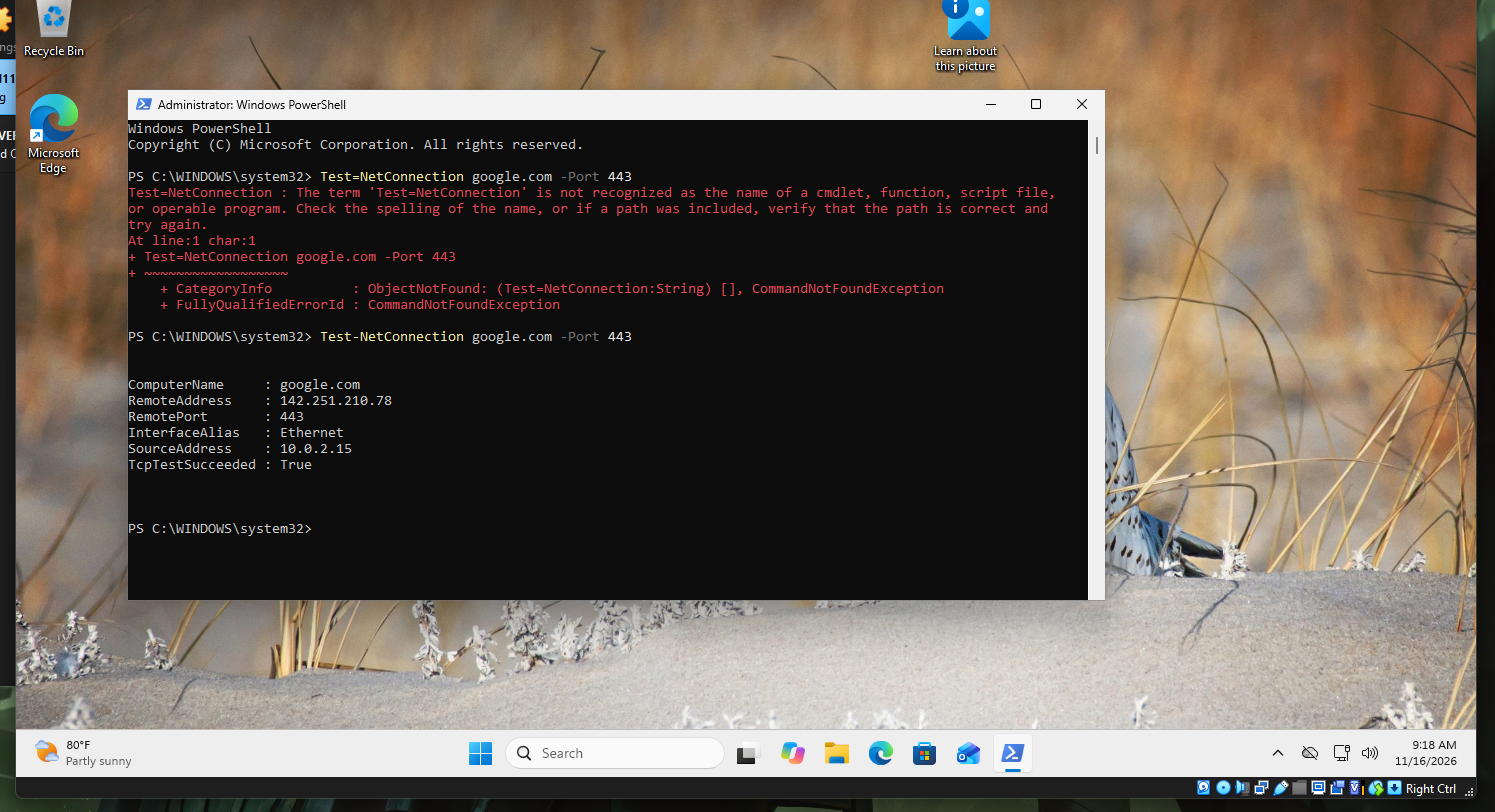 Recycle Bin
Learn about
this picture
Microsoft
Edge
Administrator: Windows PowerShell
Windows PowerShell
Copyright (C) Microsoft Corporation. All rights reserved.
PS C:\WINDOWS\system32> Test=NetConnection google.com -Port 443
Test=NetConnection : The term 'Test=NetConnection' is not recognized as the name of a cmdlet, function, script file,
or operable program. Check the spelling of the name, or if a path was included, verify that the path is correct and
try again.
At line:1 char:1
+ Test=NetConnection google.com -Port 443
+ ~~~~~~~~~~~~~~~~~~
+ CategoryInfo : ObjectNotFound: (Test=NetConnection:String) [], CommandNotFoundException
+ FullyQualifiedErrorId : CommandNotFoundException
PS C:\WINDOWS\system32> Test-NetConnection google.com -Port 443
ComputerName : google.com
RemoteAddress : 142.251.210.78
RemotePort : 443
InterfaceAlias : Ethernet
SourceAddress : 10.0.2.15
TcpTestSucceeded : True
PS C:\WINDOWS\system32>
80°F
Partly sunny
Search
9:18 AM
11/16/2026
Right Ctrl